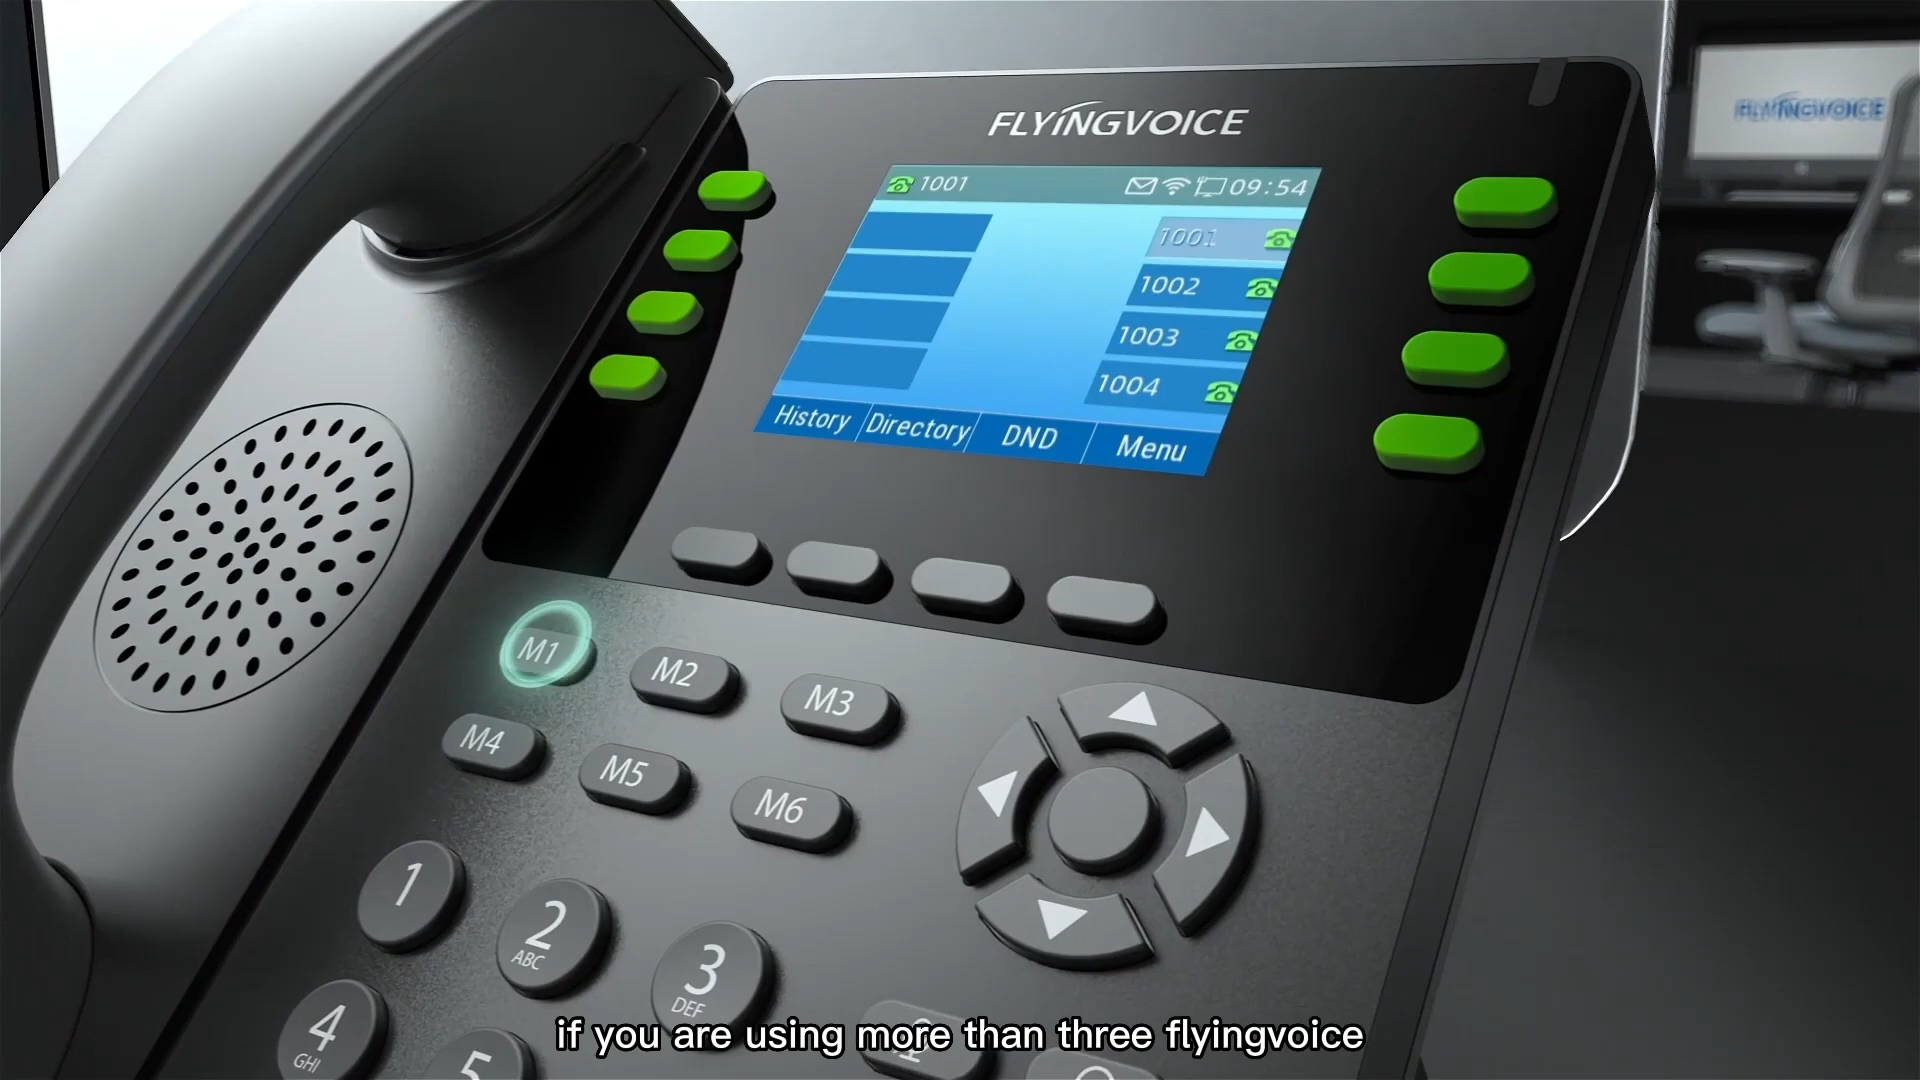 FLYINGVOICE
FLYINGVOICE
1001
09:54
1001
1002
1003
1004
History Directory DND Menu
M1 M2 M3
M4 M5 M6
1
2
ABC
3
DEF
4
GHI
5
if you are using more than three flyingvoice